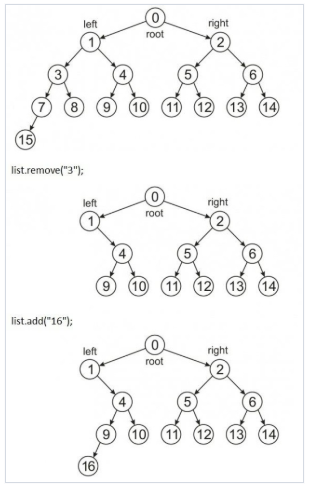 left 0 right
root
1 2
3 4 5 6
7 8 9 10 11 12 13 14
15
list.remove("3");
left 0 right
root
1 2
4 5 6
9 10 11 12 13 14
list.add("16");
left 0 right
root
1 2
4 5 6
9 10 11 12 13 14
16